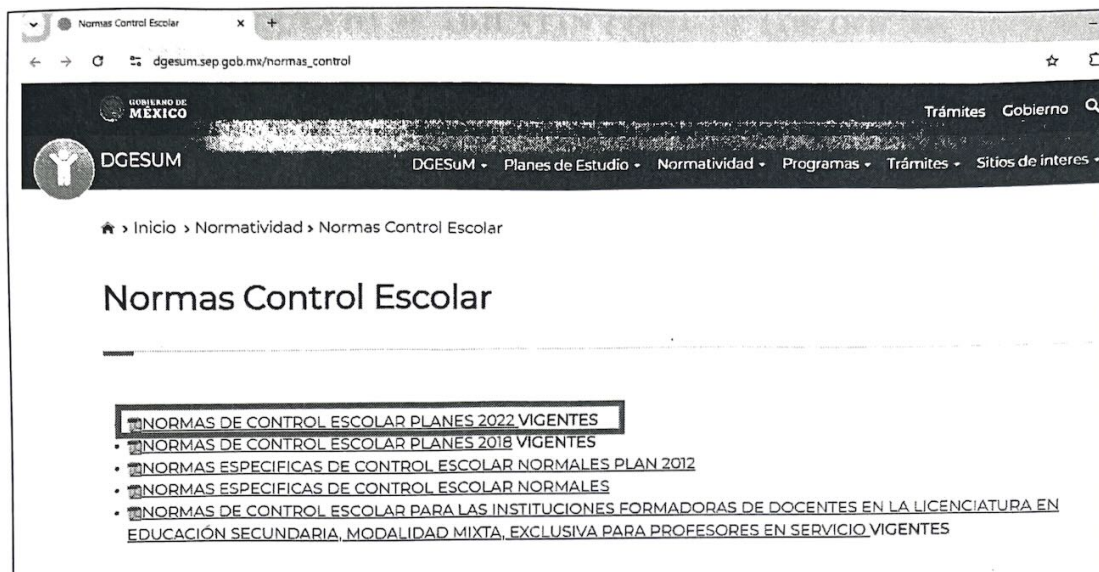 Normas Control Escolar
dgesum.sep.gob.mx/normas_control
GOBIERNO DE
MÉXICO
Trámites Gobierno
DGESUM
DGESuM Planes de Estudio Normatividad Programas Trámites Sitios de interes
> Inicio > Normatividad > Normas Control Escolar
Normas Control Escolar
NORMAS DE CONTROL ESCOLAR PLANES 2022 VIGENTES
• NORMAS DE CONTROL ESCOLAR PLANES 2018 VIGENTES
• NORMAS ESPECIFICAS DE CONTROL ESCOLAR NORMALES PLAN 2012
• NORMAS ESPECIFICAS DE CONTROL ESCOLAR NORMALES
• NORMAS DE CONTROL ESCOLAR PARA LAS INSTITUCIONES FORMADORAS DE DOCENTES EN LA LICENCIATURA EN
EDUCACIÓN SECUNDARIA, MODALIDAD MIXTA, EXCLUSIVA PARA PROFESORES EN SERVICIO VIGENTES